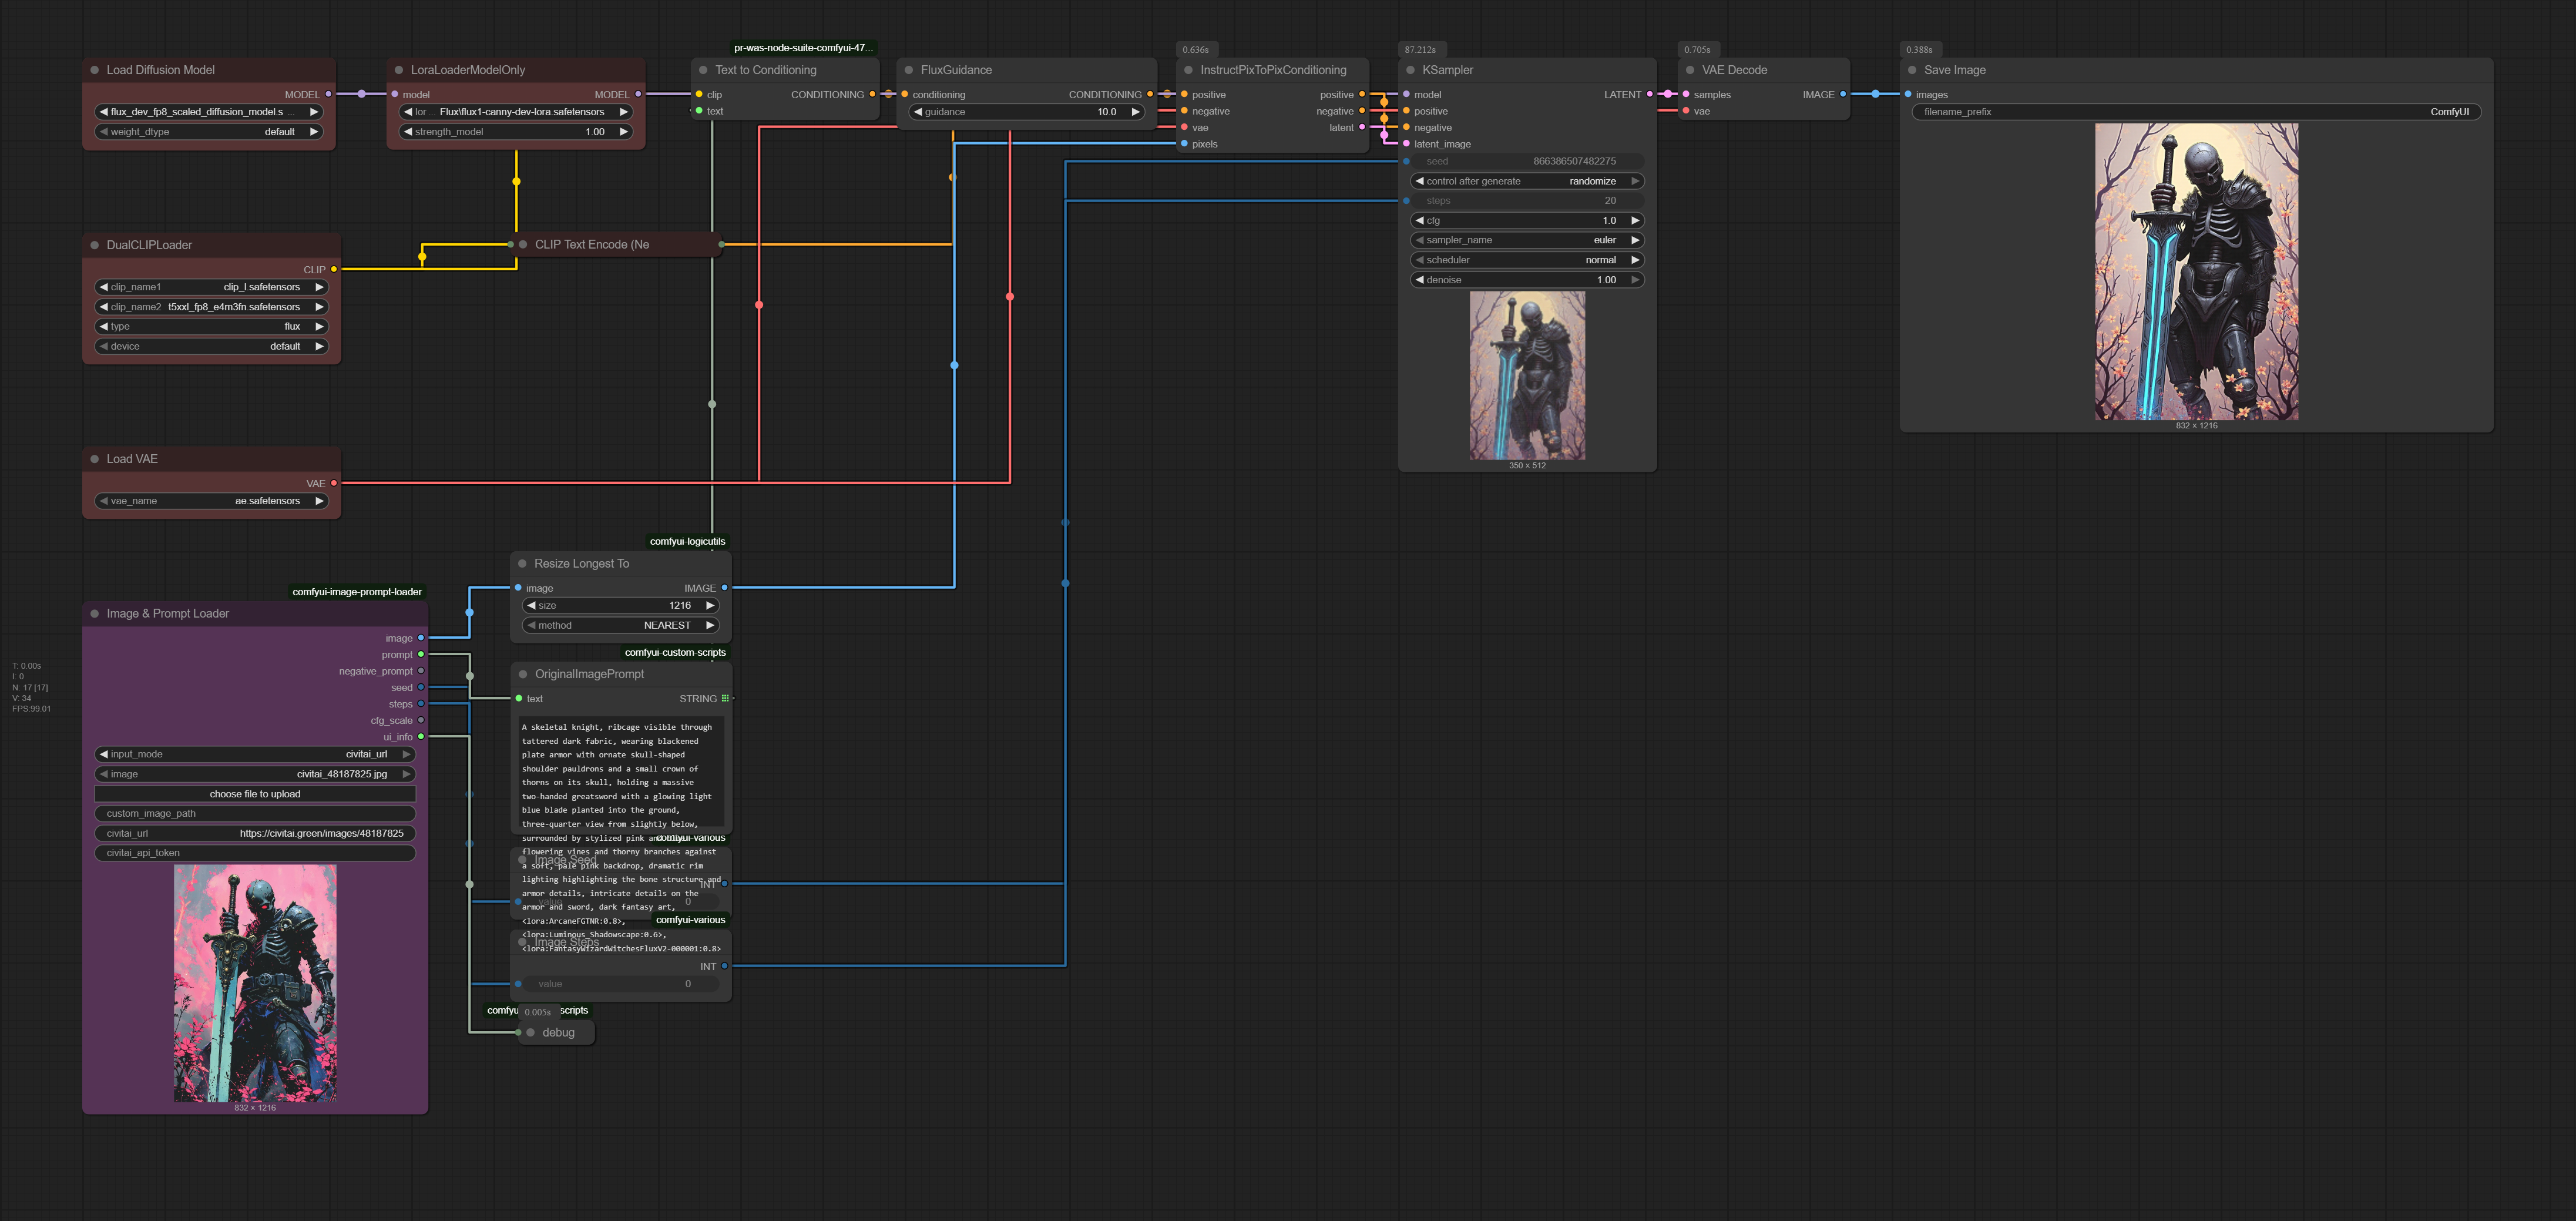 Load Diffusion Model
MODEL
flux_dev_fp8_scaled_diffusion_model.s ...
weight_dtype default
LoraLoaderModelOnly
model MODEL
lor ... Flux\flux1-canny-dev-lora.safetensors
strength_model 1.00
pr-was-node-suite-comfyui-47...
Text to Conditioning
clip CONDITIONING
text
FluxGuidance
conditioning CONDITIONING
guidance 10.0
0.636s
InstructPixToPixConditioning
positive positive
negative negative
vae latent
pixels
87.212s
KSampler
model LATENT
positive
negative
latent_image
seed 866386507482275
control after generate randomize
steps 20
cfg 1.0
sampler_name euler
scheduler normal
denoise 1.00
350 × 512
0.705s
VAE Decode
samples IMAGE
vae
0.388s
Save Image
images
filename_prefix ComfyUI
832 × 1216
DualCLIPLoader
CLIP
clip_name1 clip_l.safetensors
clip_name2 t5xxl_fp8_e4m3fn.safetensors
type flux
device default
CLIP Text Encode (Ne
Load VAE
VAE
vae_name ae.safetensors
comfyui-logicutils
Resize Longest To
image IMAGE
size 1216
method NEAREST
T: 0.00s
I: 0
N: 17 [17]
V: 34
FPS:99.01
comfyui-image-prompt-loader
Image & Prompt Loader
image
prompt
negative_prompt
seed
steps
cfg_scale
ui_info
input_mode civitai_url
image civitai_48187825.jpg
choose file to upload
custom_image_path
civitai_url https://civitai.green/images/48187825
civitai_api_token
832 × 1216
comfyui-custom-scripts
OriginalImagePrompt
text STRING
A skeletal knight, ribcage visible through
tattered dark fabric, wearing blackened
plate armor with ornate skull-shaped
shoulder pauldrons and a small crown of
thorns on its skull, holding a massive
two-handed greatsword with a glowing light
blue blade planted into the ground,
three-quarter view from slightly below,
surrounded by stylized pink
flowering vines and thorny branches against
a soft, pale pink backdrop, dramatic rim
lighting highlighting the bone structure and
armor details, intricate details on the
armor and sword, dark fantasy art,
<lora:ArcaneFGTNR:0.8>,
<lora:Luminous_Shadowscape:0.6>,
<lora:FantasyWizardWitchesFluxV2-000001:0.8>
comfyui-various
Image Seed
INT
value 0
comfyui-various
Image Steps
INT
value 0
comfyu scripts
0.005s
debug